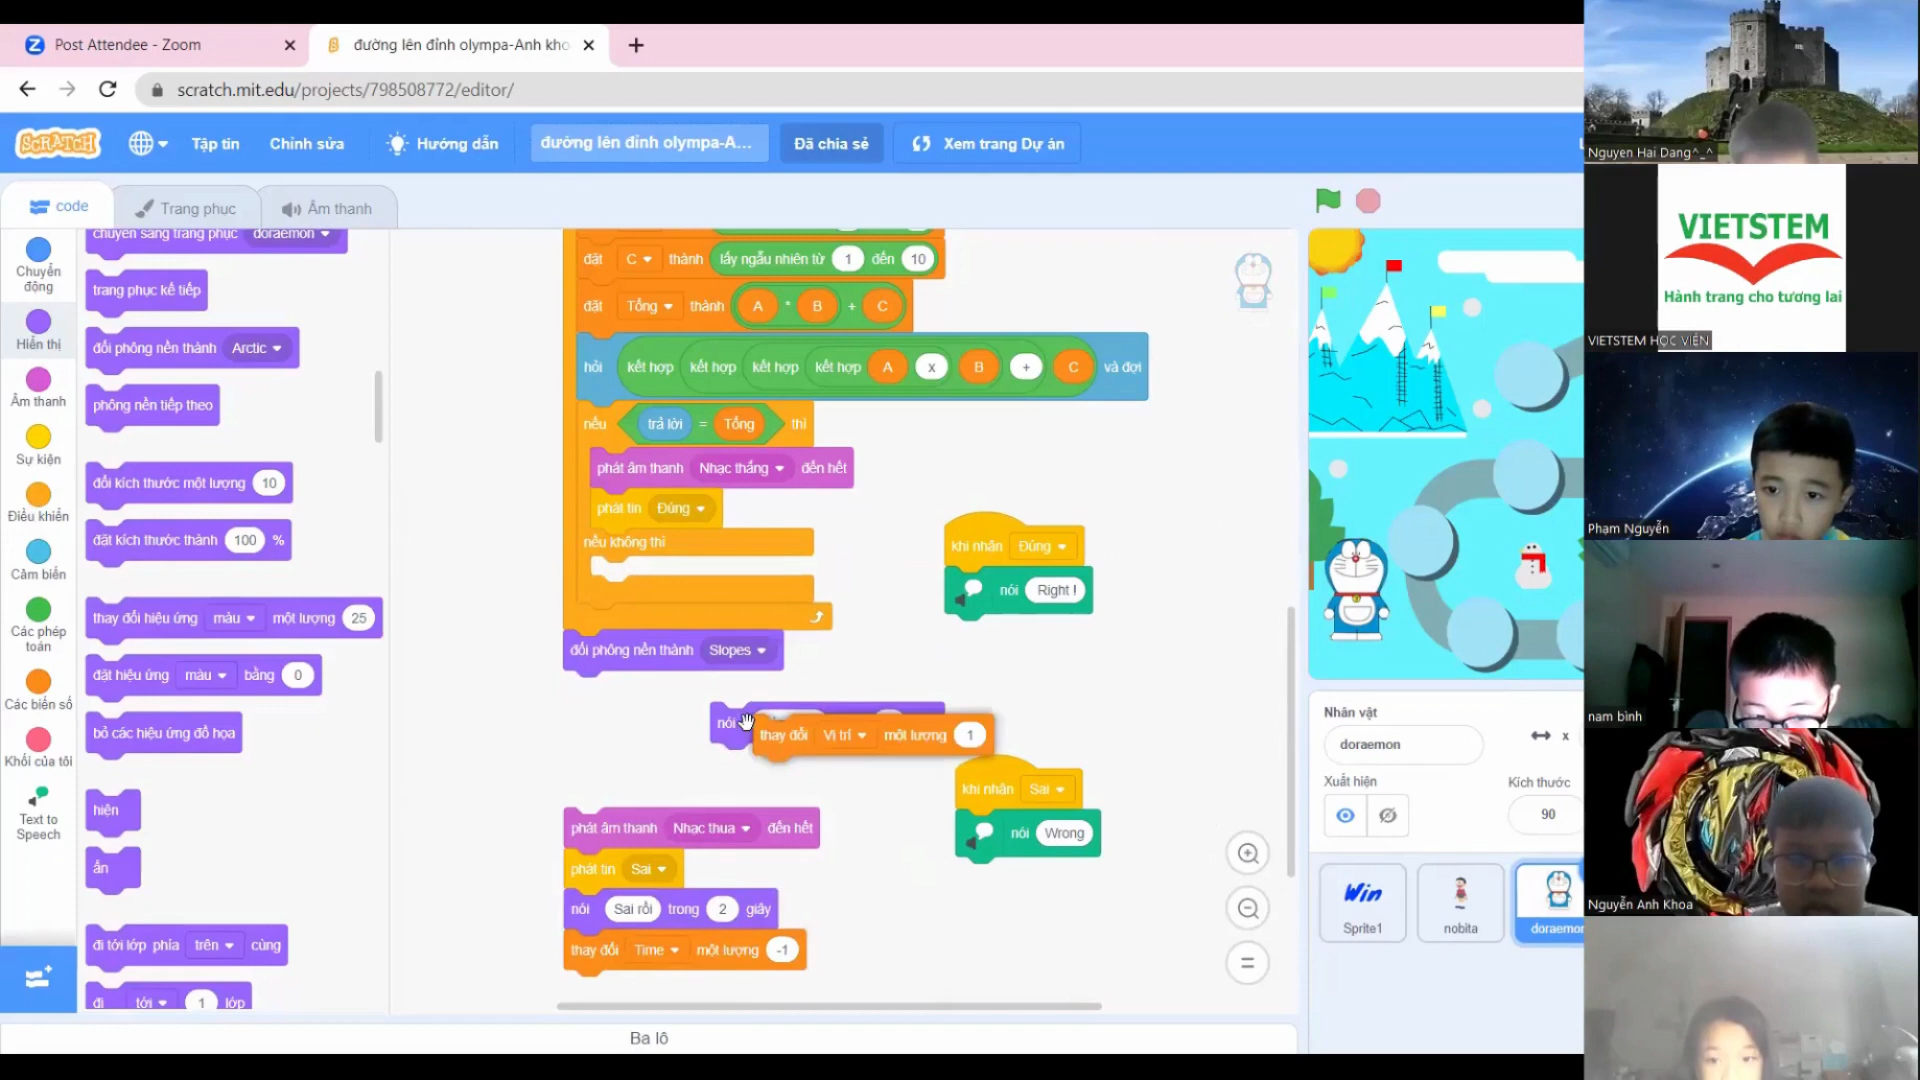 Post Attendee - Zoom
đường lên đỉnh olympa-Anh kho
scratch.mit.edu/projects/798508772/editor/
SCRATCH
Tập tin
Chỉnh sửa
Hướng dẫn
đường lên đỉnh olympa-A...
Đã chia sẻ
Xem trang Dự án
code
Trang phục
Âm thanh
Chuyển động
Hiển thị
Âm thanh
Sự kiện
Điều khiển
Cảm biến
Các phép toán
Các biến số
Khối của tôi
Text to Speech
chuyển sang trang phục doraemon
trang phục kế tiếp
đổi phông nền thành Arctic
phông nền tiếp theo
đổi kích thước một lượng 10
đặt kích thước thành 100 %
thay đổi hiệu ứng màu một lượng 25
đặt hiệu ứng màu bằng 0
bỏ các hiệu ứng đồ họa
hiện
ẩn
đi tới lớp phía trên cùng
đi tới 1 lớp
đặt C thành lấy ngẫu nhiên từ 1 đến 10
đặt Tổng thành A * B + C
hỏi kết hợp kết hợp kết hợp kết hợp A x B + C và đợi
nếu trả lời = Tổng thì
phát âm thanh Nhạc thắng đến hết
phát tin Đúng
nếu không thì
đổi phông nền thành Slopes
nói
thay đổi Vị trí một lượng 1
phát âm thanh Nhạc thua đến hết
phát tin Sai
nói Sai rồi trong 2 giây
thay đổi Time một lượng -1
khi nhận Đúng
nói Right !
khi nhận Sai
nói Wrong
Ba lô
Nhân vật
doraemon
x
Xuất hiện
Kích thước
90
Win
Sprite1
nobita
doraemon
Nguyen Hai Dang^_^
VIETSTEM
Hành trang cho tương lai
VIETSTEM HỌC VIÊN
Phạm Nguyễn
nam bình
Nguyễn Anh Khoa